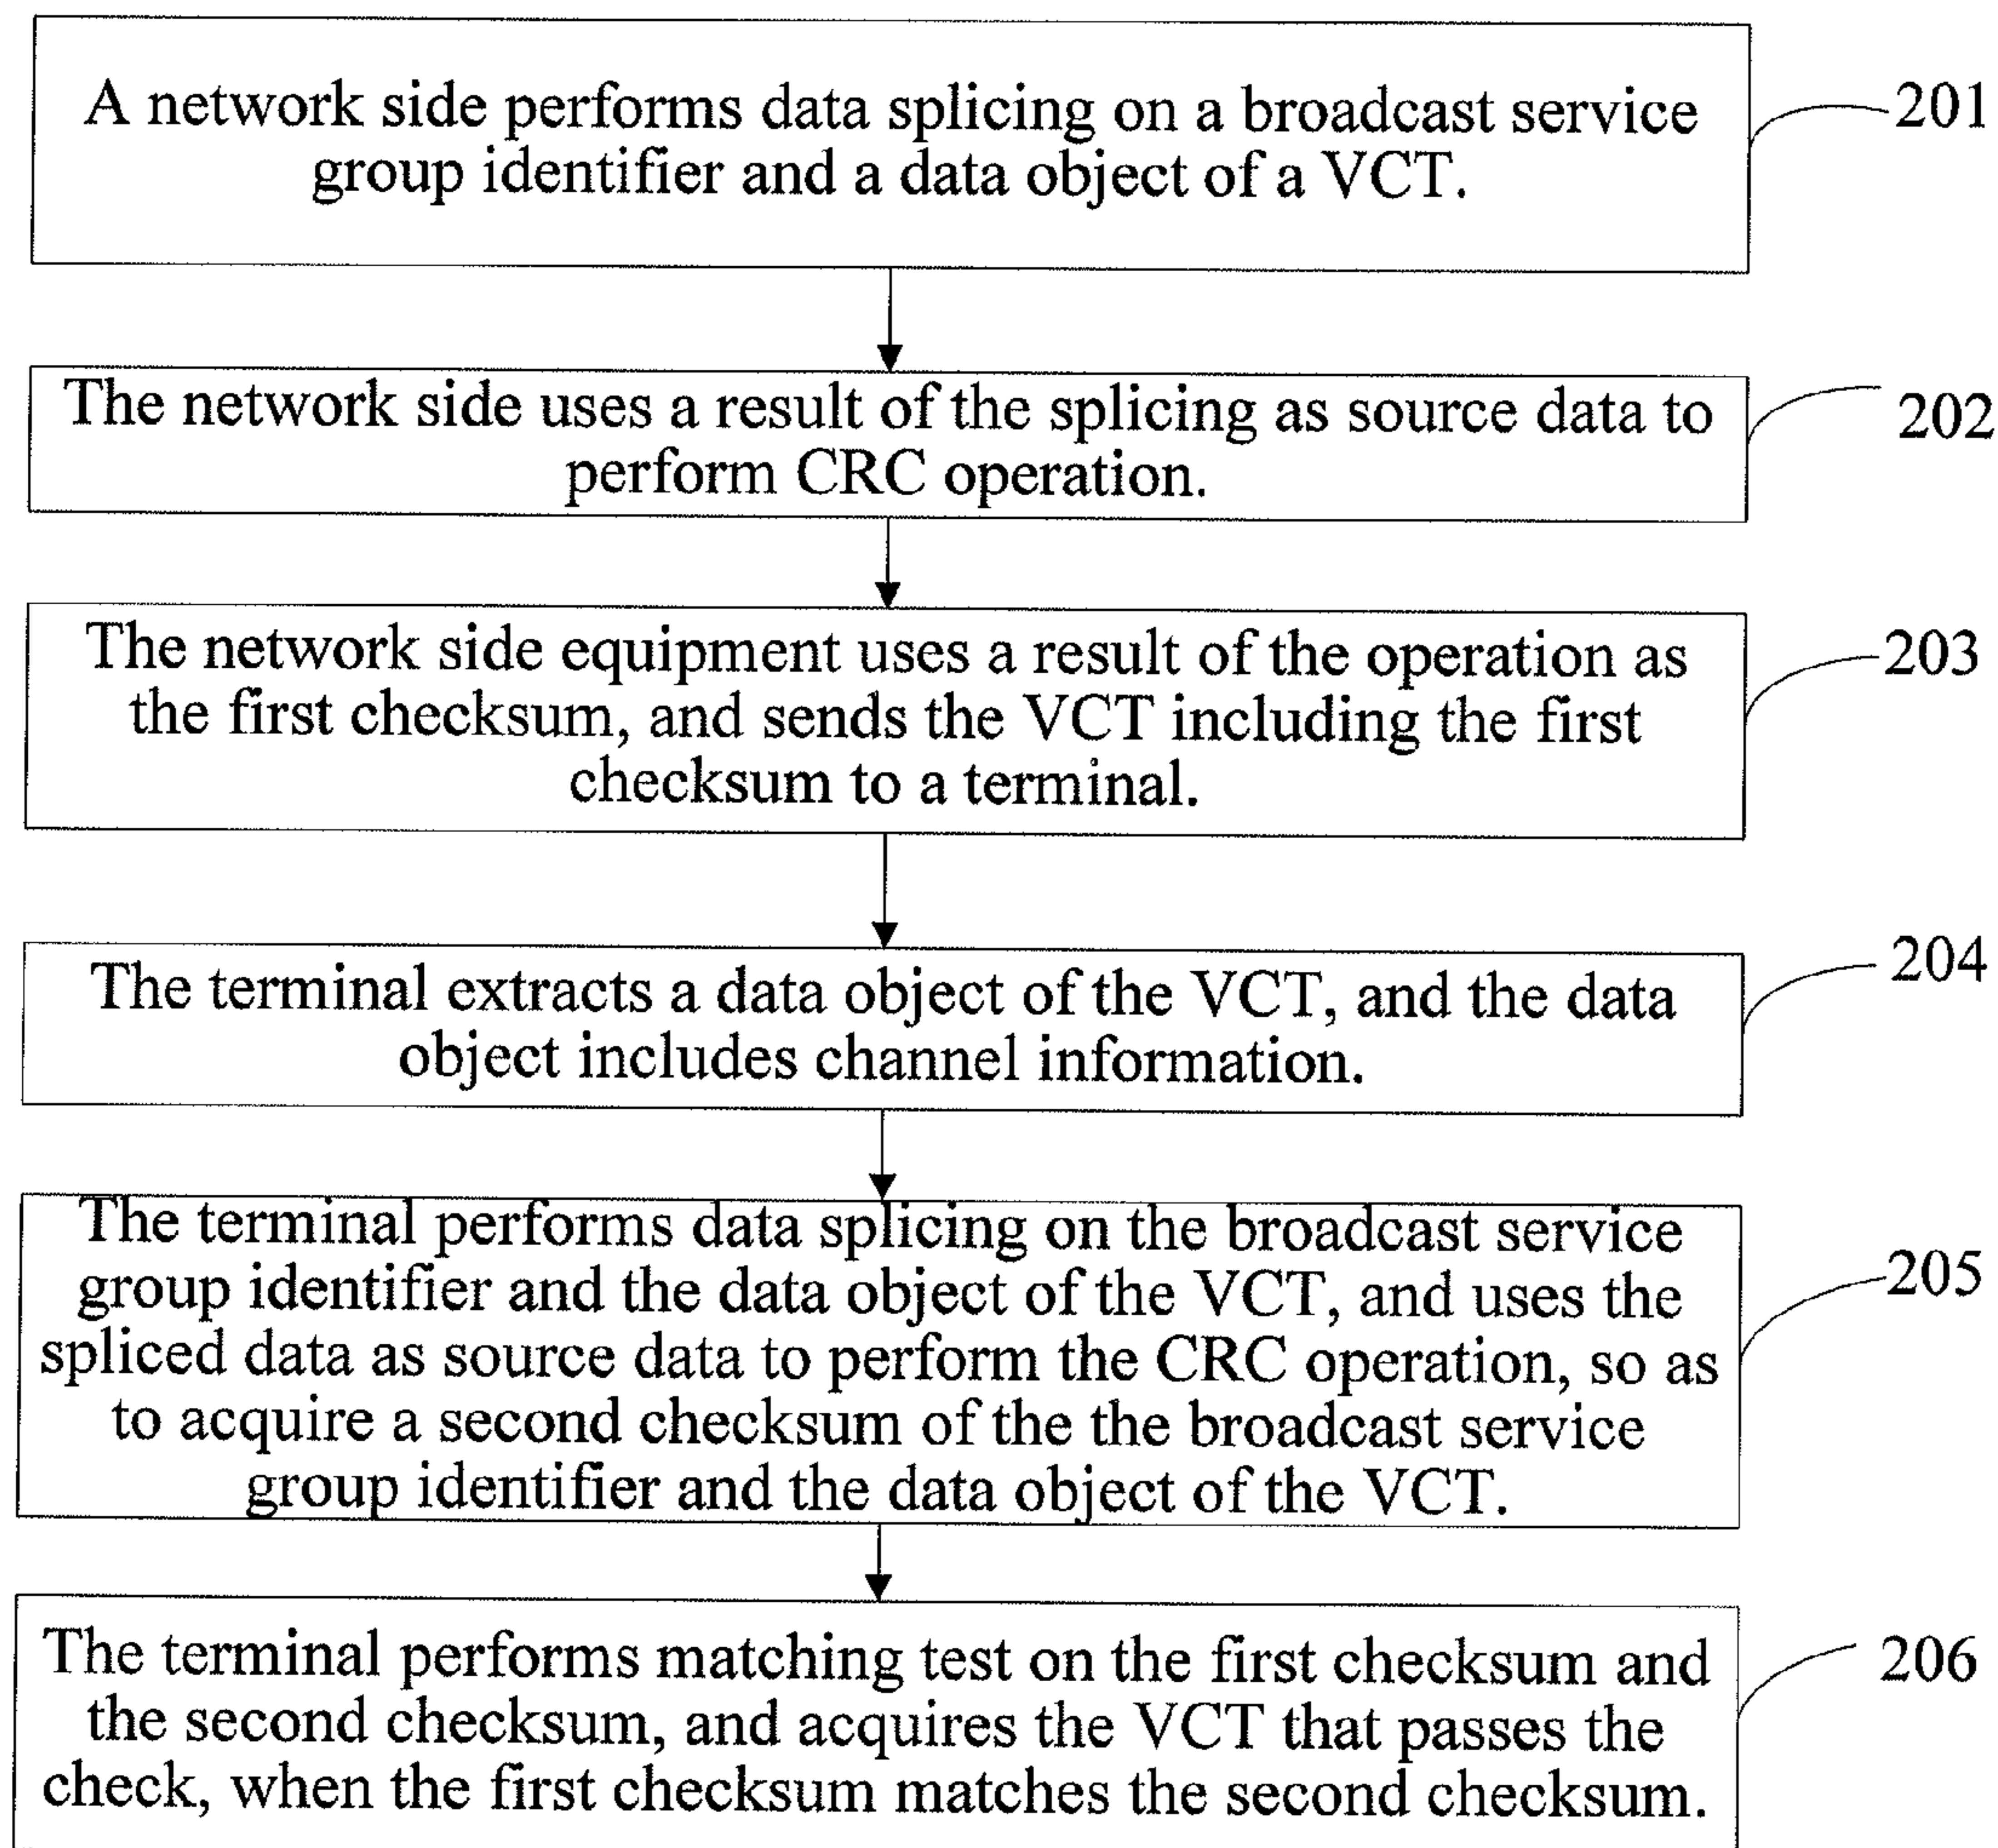 A network side performs data splicing on a broadcast service
group identifier and a data object of a VCT.
201
The network side uses a result of the splicing as source data to
perform CRC operation.
202
The network side equipment uses a result of the operation as
the first checksum, and sends the VCT including the first
checksum to a terminal.
203
The terminal extracts a data object of the VCT, and the data
object includes channel information.
204
The terminal performs data splicing on the broadcast service
group identifier and the data object of the VCT, and uses the
spliced data as source data to perform the CRC operation, so as
to acquire a second checksum of the the broadcast service
group identifier and the data object of the VCT.
205
The terminal performs matching test on the first checksum and
the second checksum, and acquires the VCT that passes the
check, when the first checksum matches the second checksum.
206